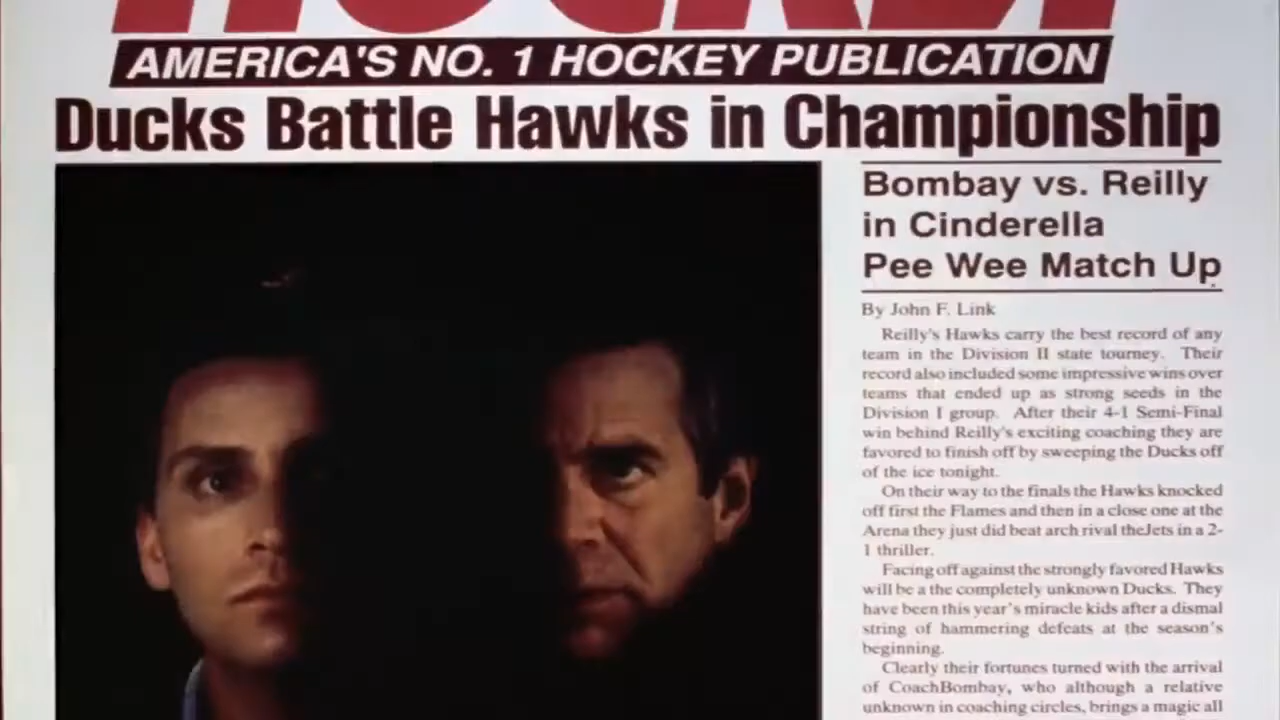 HOCKEY
AMERICA'S NO. 1 HOCKEY PUBLICATION
Ducks Battle Hawks in Championship
Bombay vs. Reilly
in Cinderella
Pee Wee Match Up
By John F. Link
Reilly's Hawks carry the best record of any
team in the Division II state tourney. Their
record also included some impressive wins over
teams that ended up as strong seeds in the
Division I group. After their 4-1 Semi-Final
win behind Reilly's exciting coaching they are
favored to finish off by sweeping the Ducks off
of the ice tonight.
On their way to the finals the Hawks knocked
off first the Flames and then in a close one at the
Arena they just did beat arch rival theJets in a 2-
1 thriller.
Facing off against the strongly favored Hawks
will be a the completely unknown Ducks. They
have been this year's miracle kids after a dismal
string of hammering defeats at the season's
beginning.
Clearly their fortunes turned with the arrival
of CoachBombay, who although a relative
unknown in coaching circles, brings a magic all